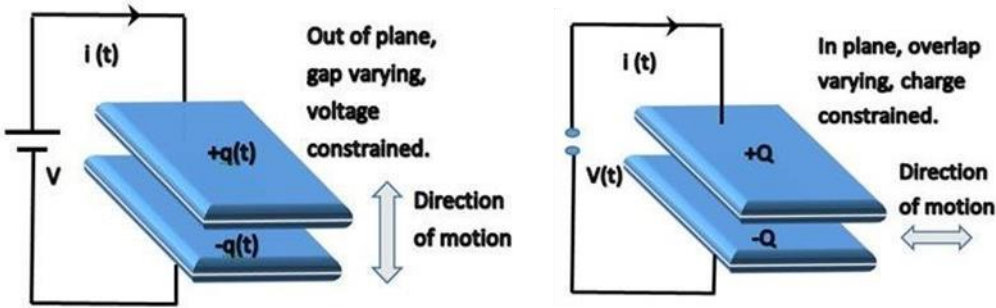 i (t)
Out of plane,
gap varying,
voltage
constrained.
+q(t)
V
-q(t)
Direction
of motion
i (t)
In plane, overlap
varying, charge
constrained.
+Q
V(t)
-Q
Direction
of motion